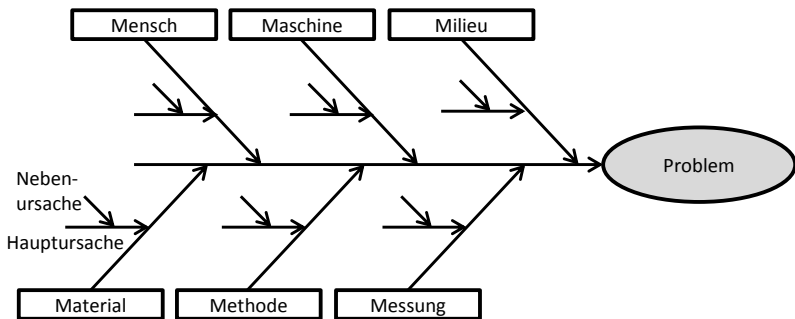 Mensch
Maschine
Milieu
Problem
Neben-
ursache
Hauptursache
Material
Methode
Messung